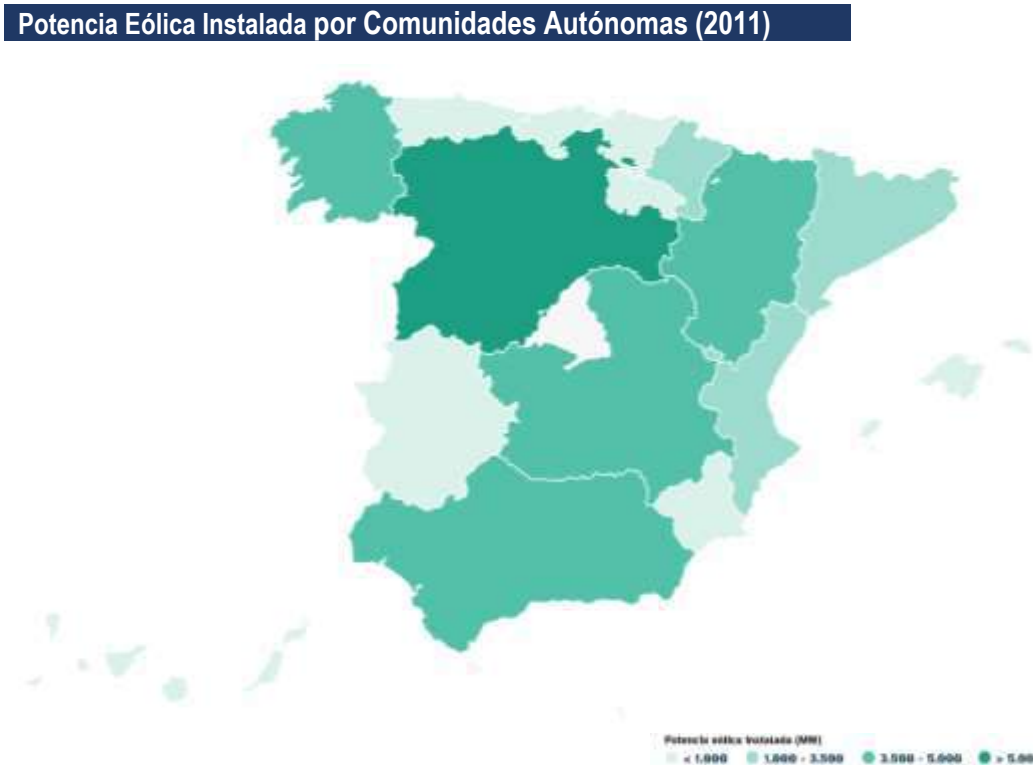 Potencia Eólica Instalada por Comunidades Autónomas (2011)
Potencia eólica Instalada (MW)
< 1.000 1.000 - 3.500 3.500 - 5.000 > 5.00